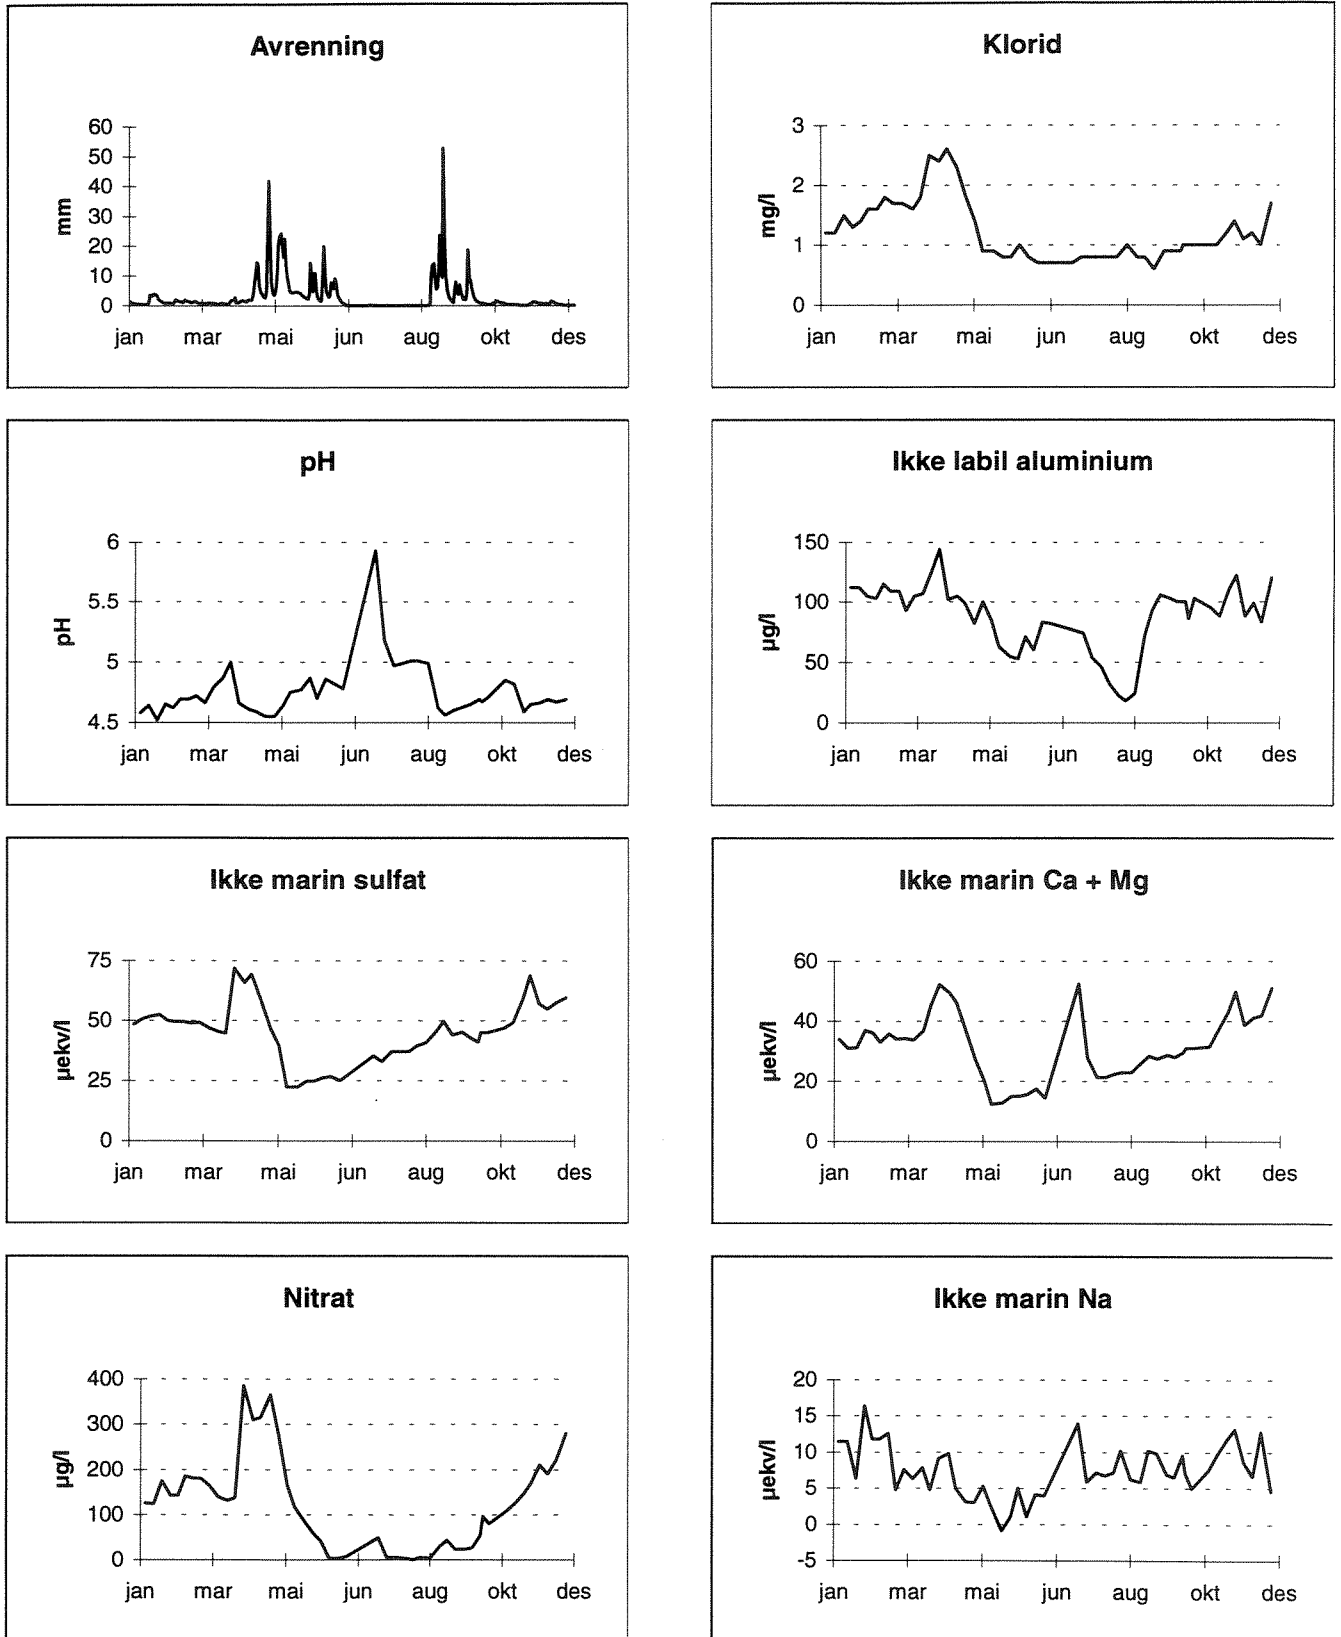 Avrenning
60
50
40
30
20
10
0
mm
jan mar mai jun aug okt des
Klorid
3
2
1
0
mg/l
jan mar mai jun aug okt des
pH
6
5.5
5
4.5
pH
jan mar mai jun aug okt des
Ikke labil aluminium
150
100
50
0
µg/l
jan mar mai jun aug okt des
Ikke marin sulfat
75
50
25
0
µekv/l
jan mar mai jun aug okt des
Ikke marin Ca + Mg
60
40
20
0
µekv/l
jan mar mai jun aug okt des
Nitrat
400
300
200
100
0
µg/l
jan mar mai jun aug okt des
Ikke marin Na
20
15
10
5
0
-5
µekv/l
jan mar mai jun aug okt des